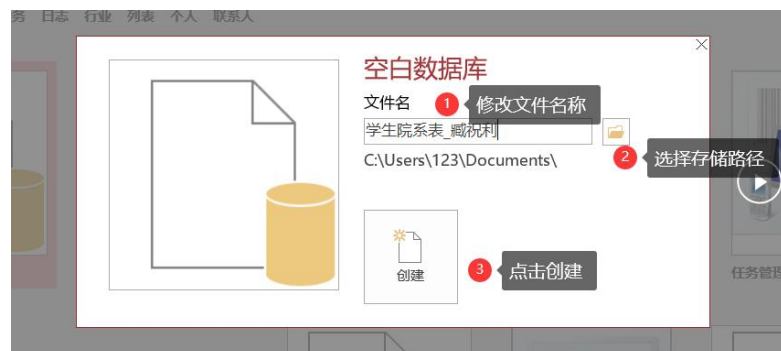 务 日志 行业 列表 个人 联系人
空白数据库
文件名
1 修改文件名称
学生院系表_臧祝利
2 选择存储路径
C:\Users\123\Documents\
创建
3 点击创建
任务管理